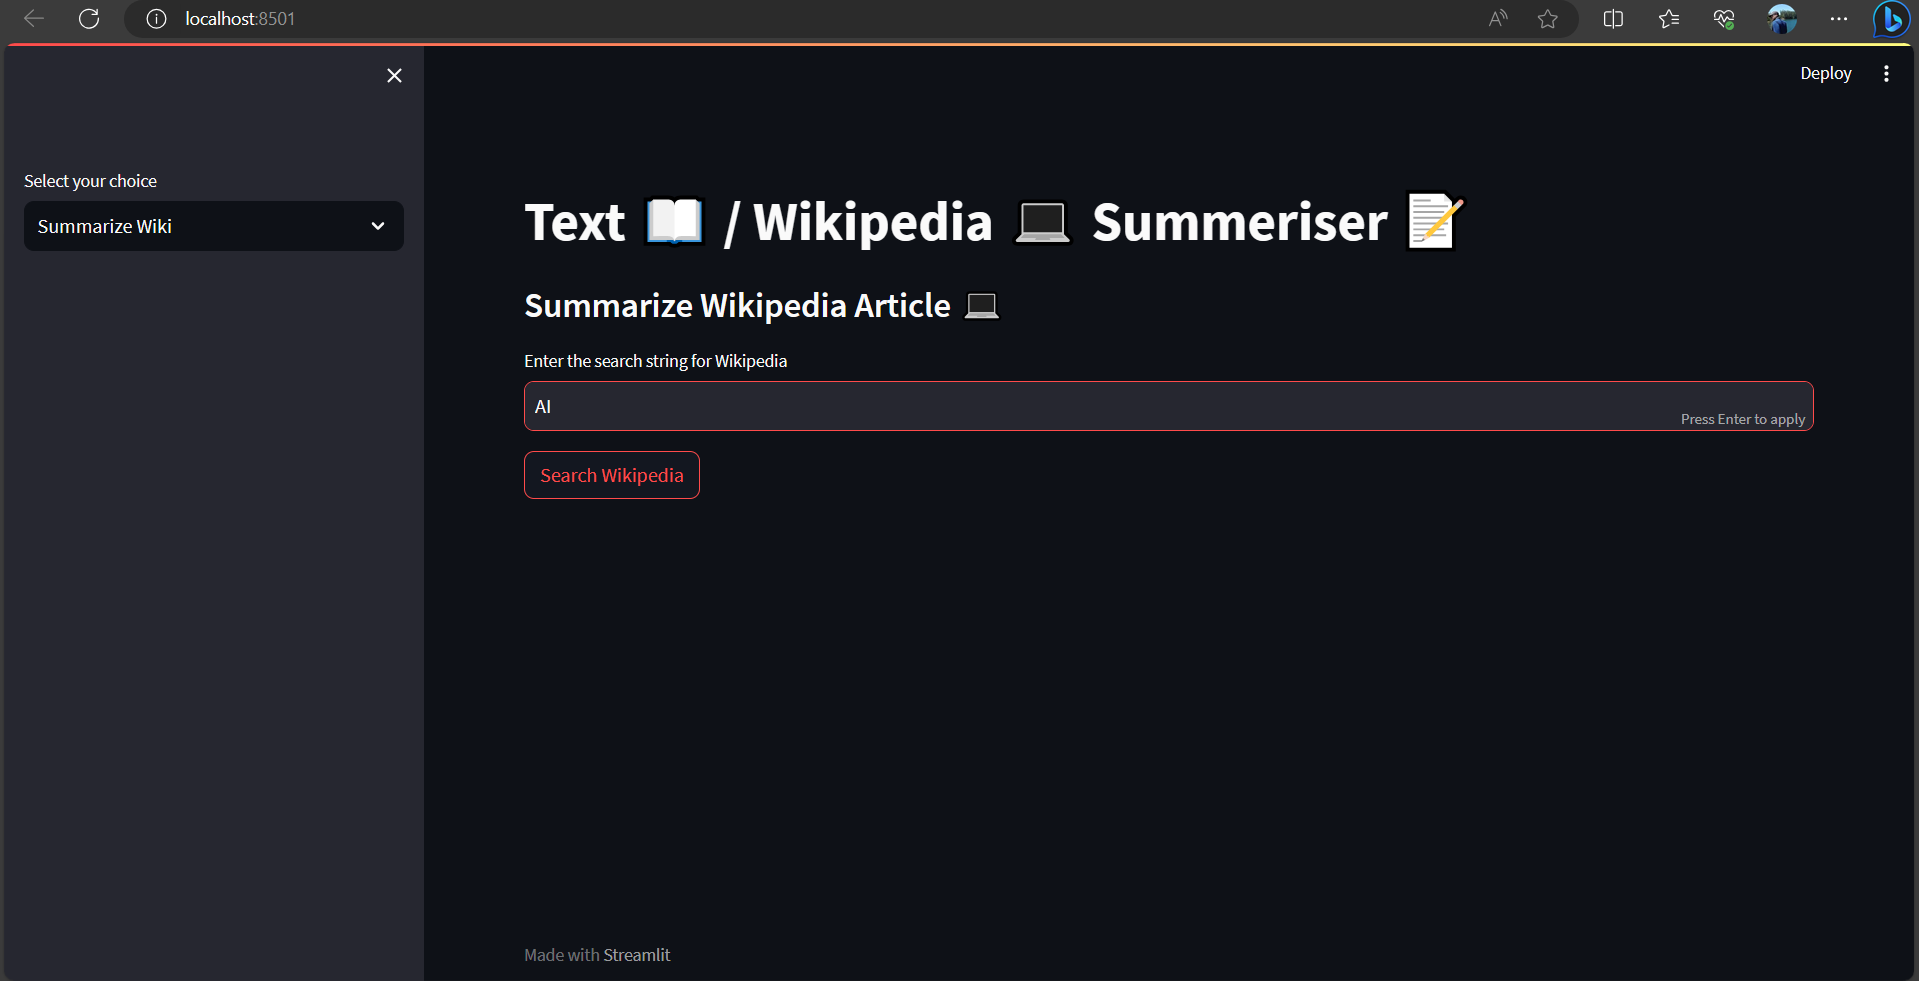 localhost:8501
Deploy
Select your choice
Summarize Wiki
Text 📖 / Wikipedia 💻 Summeriser 📝
Summarize Wikipedia Article 💻
Enter the search string for Wikipedia
AI
Press Enter to apply
Search Wikipedia
Made with Streamlit